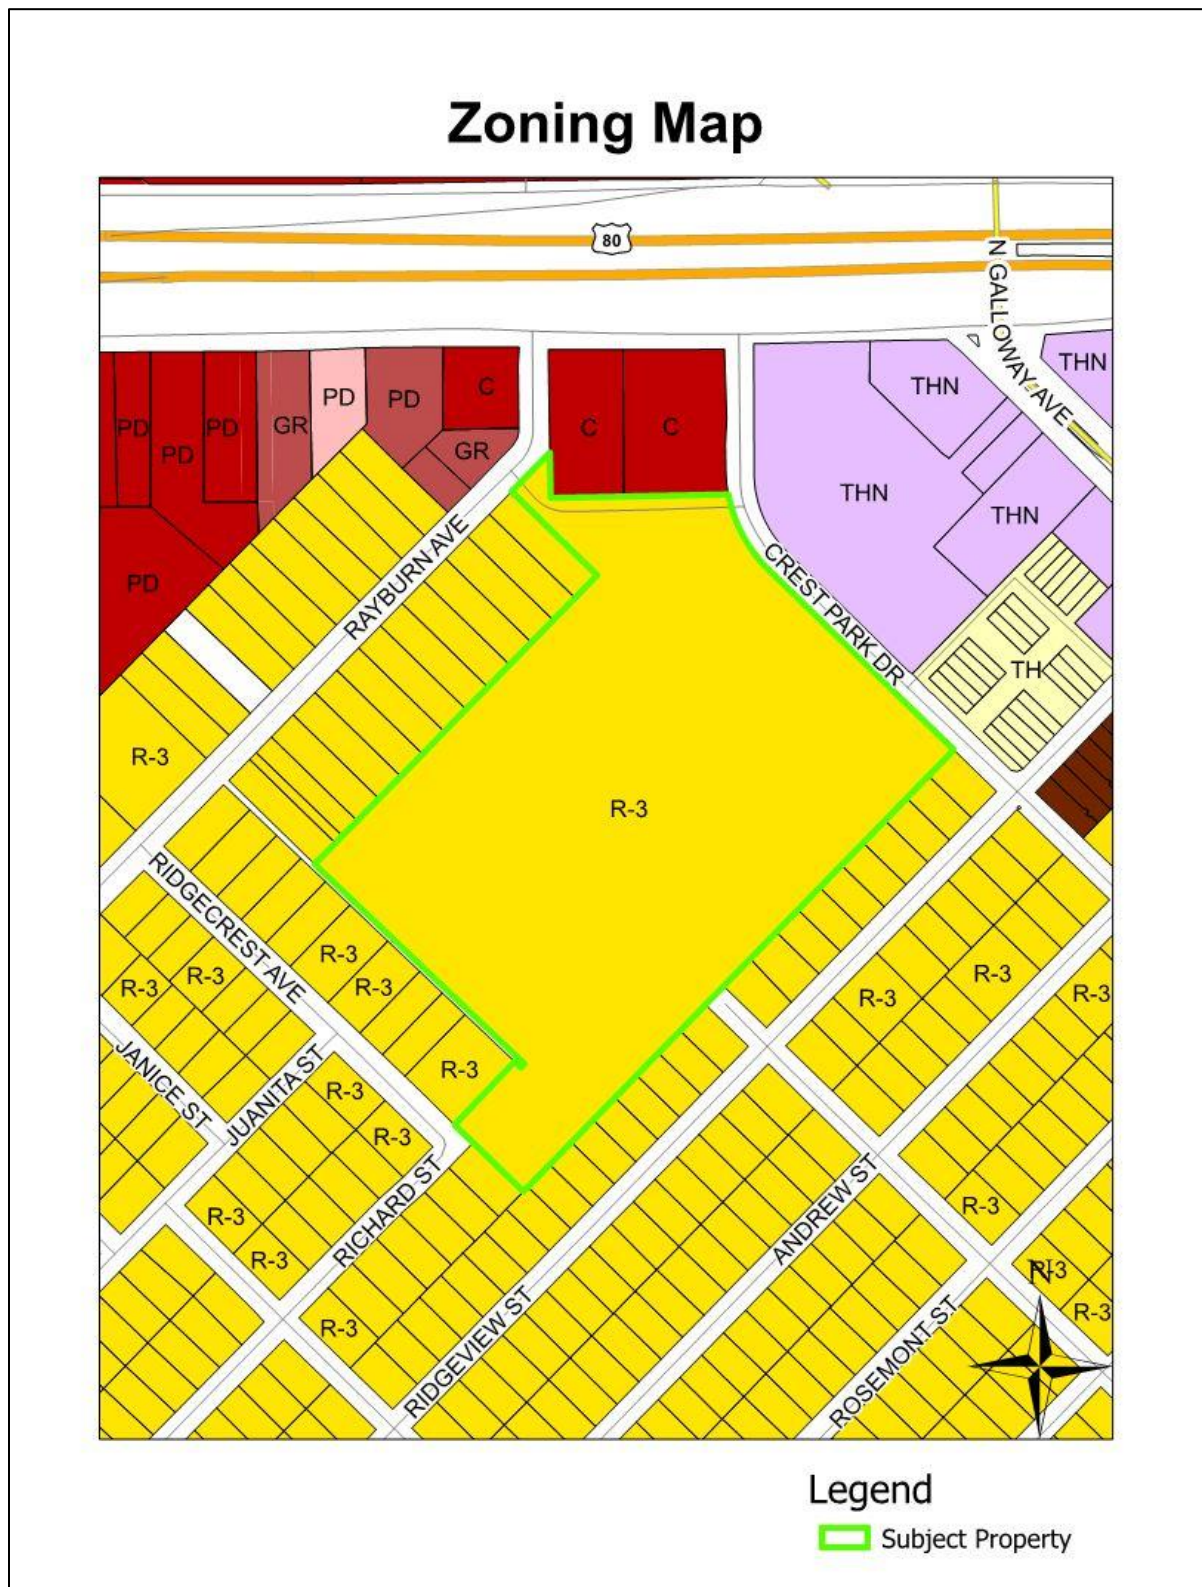 Zoning Map
80
N GALLOWAY AVE
THN
THN
PD
PD
C
PD
PD
PD
GR
C
C
GR
THN
THN
PD
RAYBURN AVE
CREST PARK DR
TH
R-3
R-3
RIDGECREST AVE
R-3
R-3
R-3
R-3
R-3
R-3
R-3
R-3
JANICE ST
JUANITA ST
R-3
R-3
R-3
RICHARD ST
ANDREW ST
R-3
R-3
R-3
N
R-3
R-3
R-3
RIDGEVIEW ST
ROSEMONT ST
Legend
Subject Property